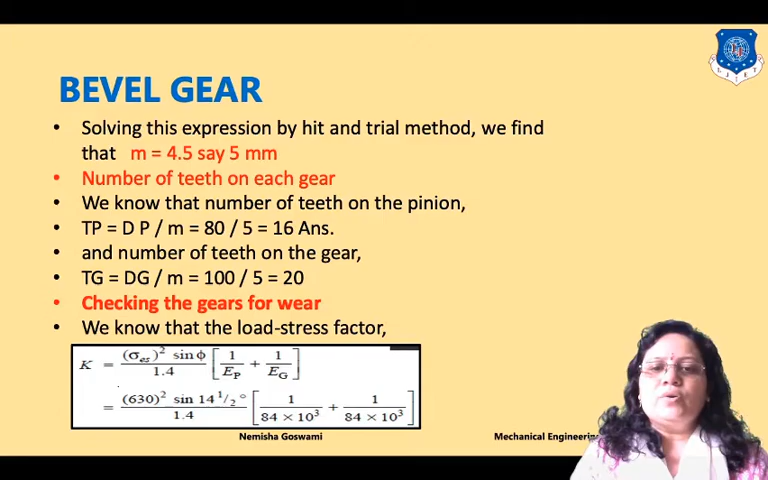 BEVEL GEAR
• Solving this expression by hit and trial method, we find
that m = 4.5 say 5 mm
• Number of teeth on each gear
• We know that number of teeth on the pinion,
• TP = D P / m = 80 / 5 = 16 Ans.
• and number of teeth on the gear,
• TG = DG / m = 100 / 5 = 20
• Checking the gears for wear
• We know that the load-stress factor,
K = (σes)² sin ϕ / 1.4 [ 1 / EP + 1 / EG ]
= (630)² sin 14 1/2° / 1.4 [ 1 / 84 × 10³ + 1 / 84 × 10³ ]
Nemisha Goswami
Mechanical Engineering